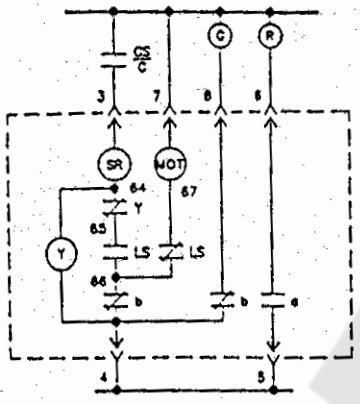 G R
CS
C
3 7 8 6
SR MOT
64 67
Y
65
Y LS LS
66
b b a
4 5